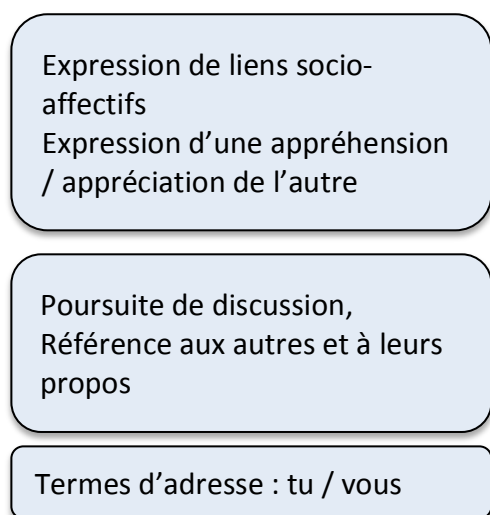 Expression de liens socio-
affectifs
Expression d’une appréhension
/ appréciation de l’autre
Poursuite de discussion,
Référence aux autres et à leurs
propos
Termes d’adresse : tu / vous